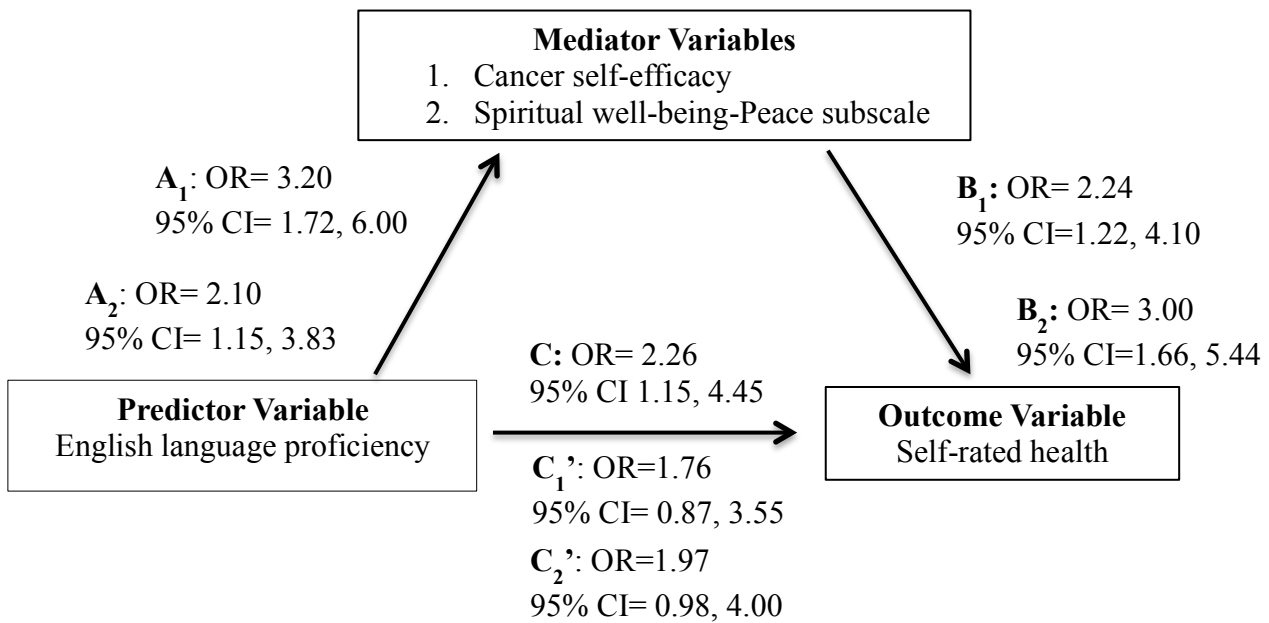 Mediator Variables
1. Cancer self-efficacy
2. Spiritual well-being-Peace subscale
A1: OR= 3.20
95% CI= 1.72, 6.00
B1: OR= 2.24
95% CI=1.22, 4.10
A2: OR= 2.10
95% CI= 1.15, 3.83
B2: OR= 3.00
95% CI=1.66, 5.44
C: OR= 2.26
95% CI 1.15, 4.45
Predictor Variable
English language proficiency
Outcome Variable
Self-rated health
C1’: OR=1.76
95% CI= 0.87, 3.55
C2’: OR=1.97
95% CI= 0.98, 4.00